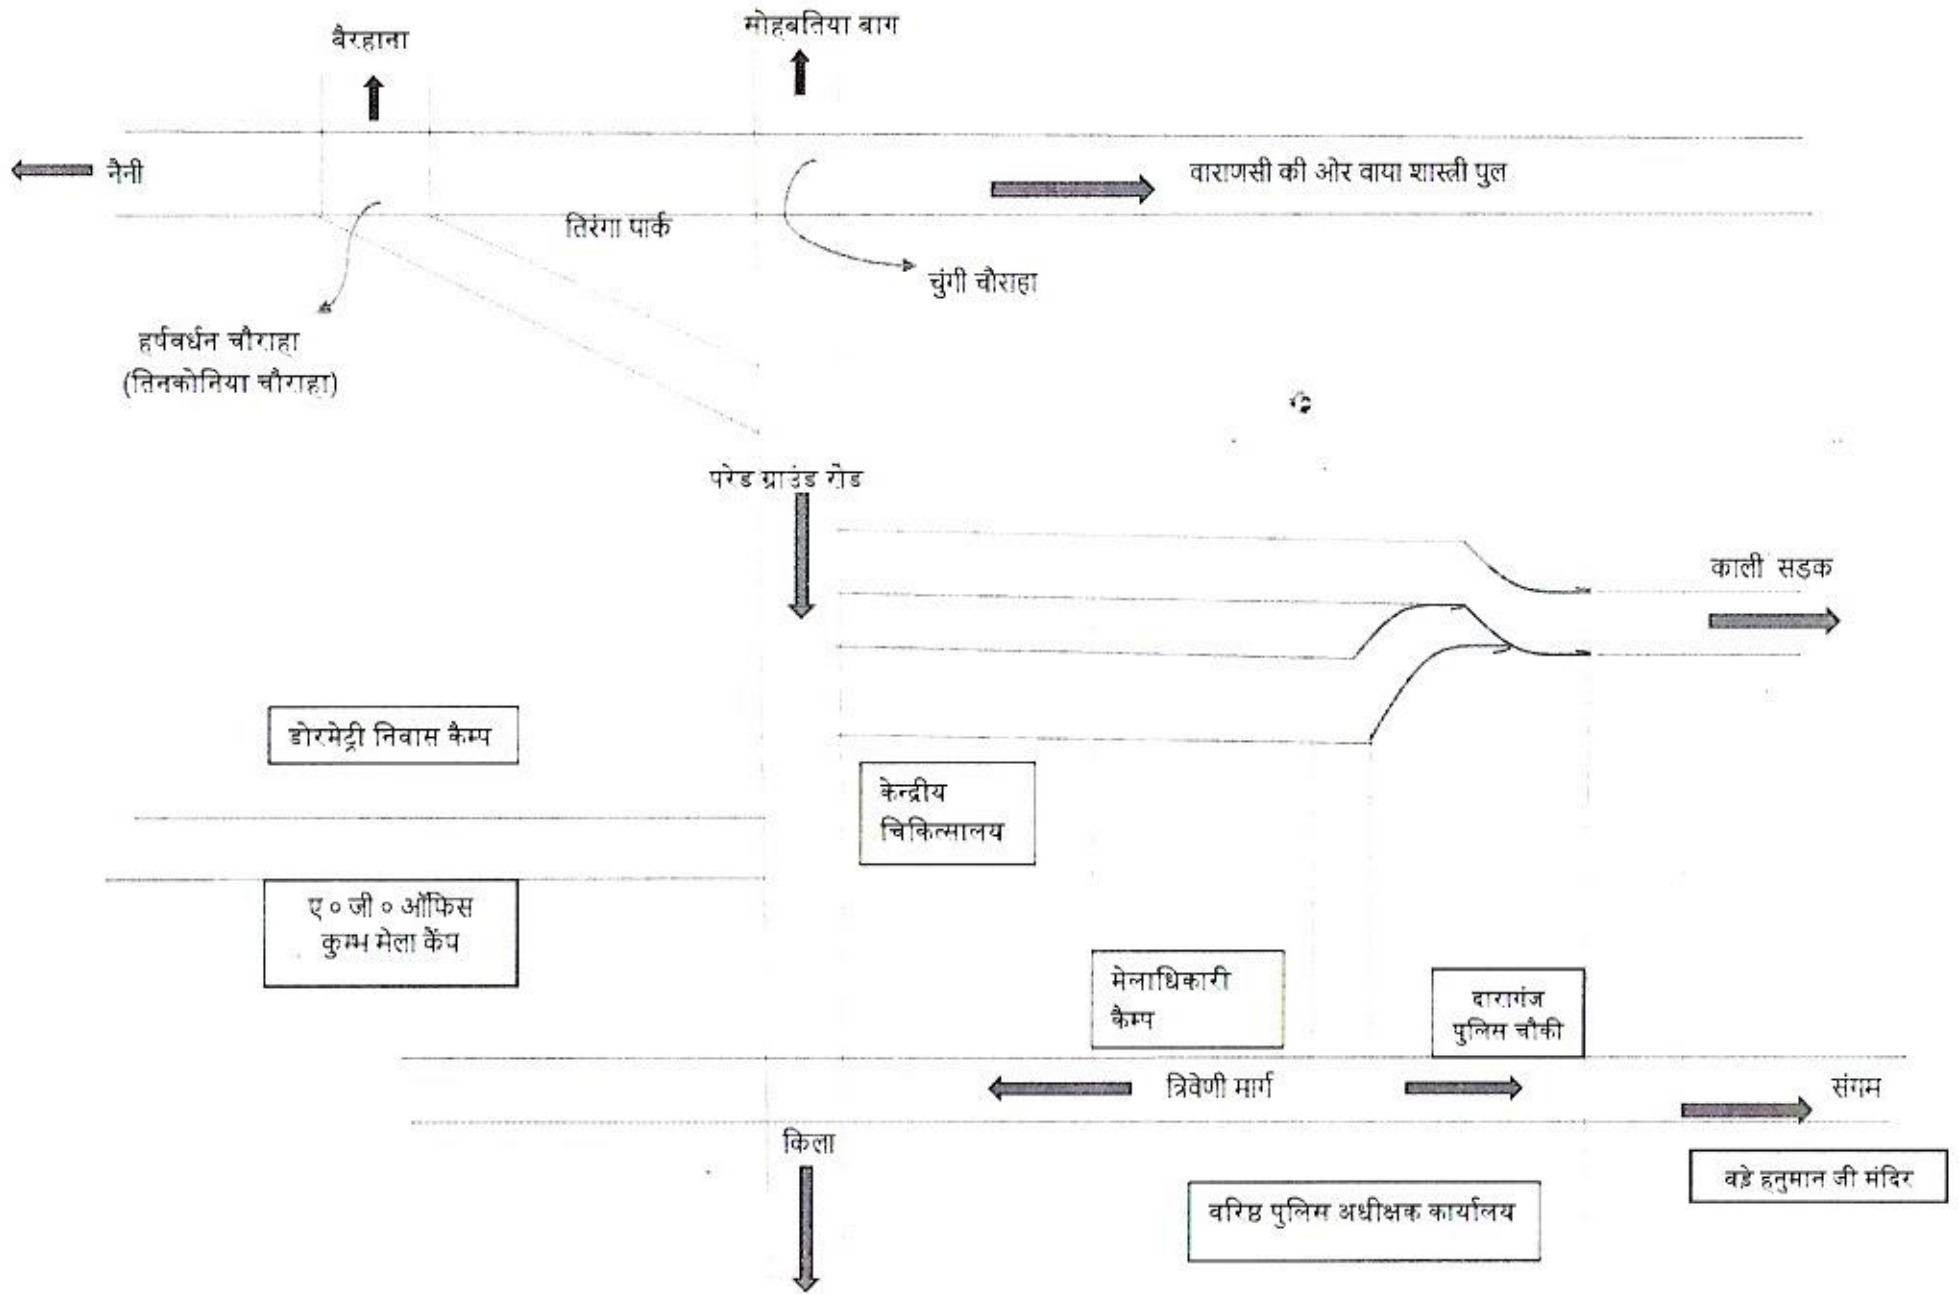 मोहबतिया बाग
बैरहाना
नैनी
वाराणसी की ओर वाया शास्त्री पुल
तिरंगा पार्क
चुंगी चौराहा
हर्षवर्धन चौराहा
(तिनकोनिया चौराहा)
परेड ग्राउंड रोड
काली सड़क
डोरमेट्री निवास कैम्प
केन्द्रीय
चिकित्सालय
ए ० जी ० ऑफिस
कुम्भ मेला कैंप
मेलाधिकारी
कैम्प
दारागंज
पुलिस चौकी
त्रिवेणी मार्ग
संगम
किला
बड़े हनुमान जी मंदिर
वरिष्ठ पुलिस अधीक्षक कार्यालय